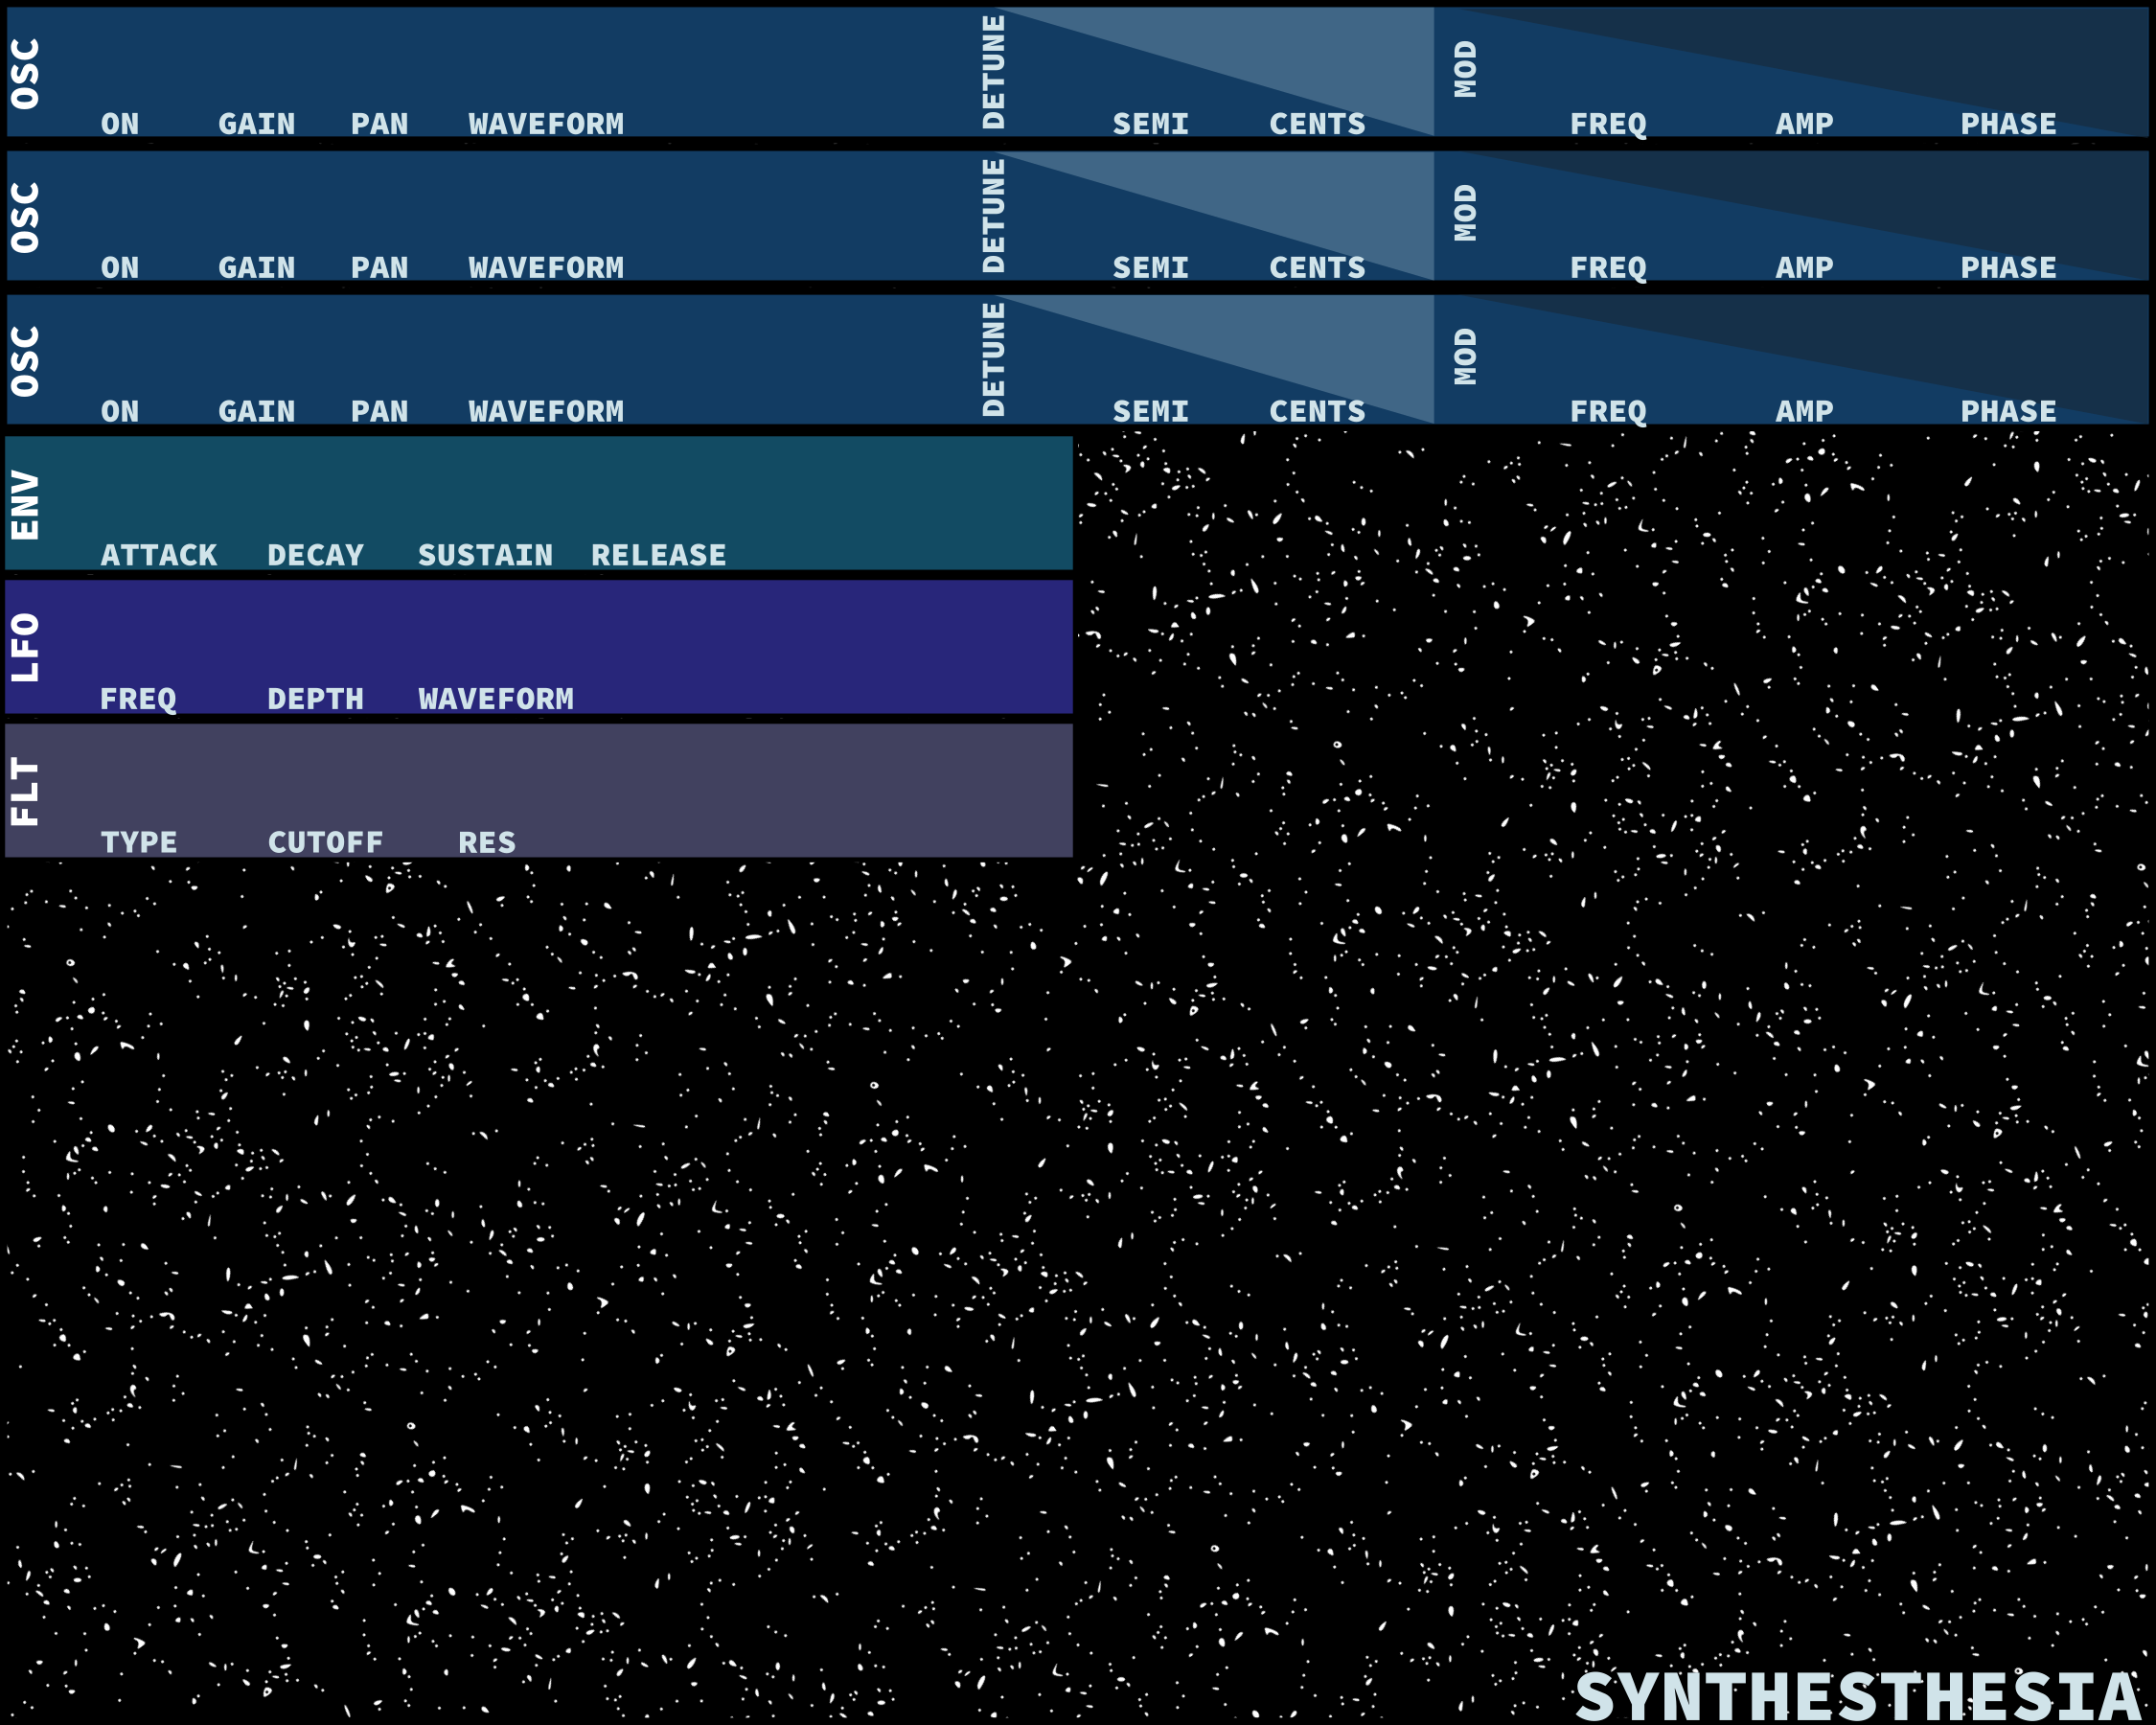 OSC
DETUNE
MOD
ON GAIN PAN WAVEFORM SEMI CENTS FREQ AMP PHASE
OSC
DETUNE
MOD
ON GAIN PAN WAVEFORM SEMI CENTS FREQ AMP PHASE
OSC
DETUNE
MOD
ON GAIN PAN WAVEFORM SEMI CENTS FREQ AMP PHASE
ENV
ATTACK DECAY SUSTAIN RELEASE
LFO
FREQ DEPTH WAVEFORM
FLT
TYPE CUTOFF RES
SYNTHESTHESIA